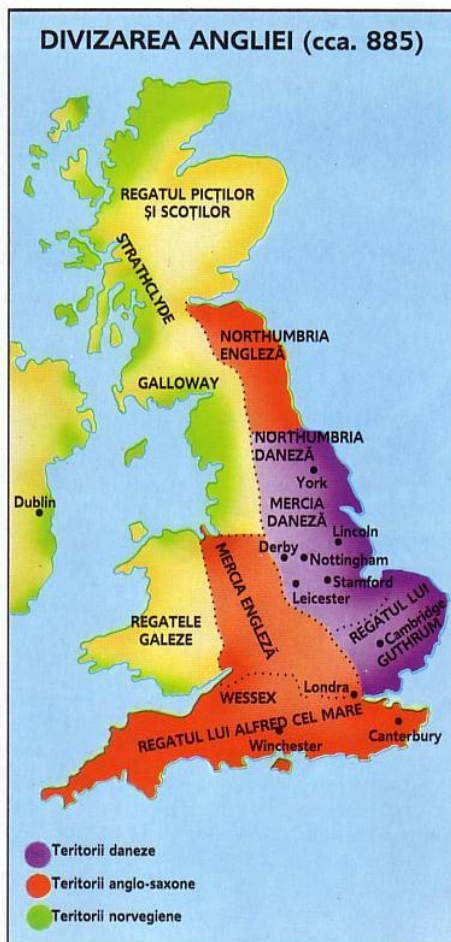 DIVIZAREA ANGLIEI (cca. 885)
REGATUL PICȚILOR
ȘI SCOȚILOR
STRATHCLYDE
NORTHUMBRIA
ENGLEZĂ
GALLOWAY
NORTHUMBRIA
DANEZĂ
York
MERCIA
DANEZĂ
Dublin
Lincoln
Derby
Nottingham
Stamford
Leicester
MERCIA ENGLEZĂ
REGATELE
GALEZE
REGATUL LUI
GUTHRUM
Cambridge
Londra
WESSEX
REGATUL LUI ALFRED CEL MARE
Winchester
Canterbury
Teritorii daneze
Teritorii anglo-saxone
Teritorii norvegiene